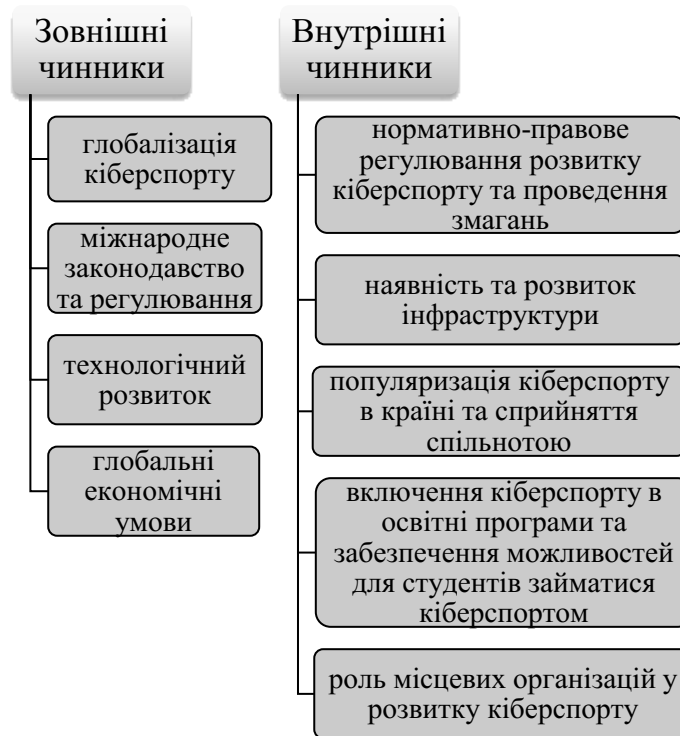 Зовнішні
чинники
глобалізація
кіберспорту
міжнародне
законодавство
та регулювання
технологічний
розвиток
глобальні
економічні
умови
Внутрішні
чинники
нормативно-правове
регулювання розвитку
кіберспорту та проведення
змагань
наявність та розвиток
інфраструктури
популяризація кіберспорту
в країні та сприйняття
спільнотою
включення кіберспорту в
освітні програми та
забезпечення можливостей
для студентів займатися
кіберспортом
роль місцевих організацій у
розвитку кіберспорту